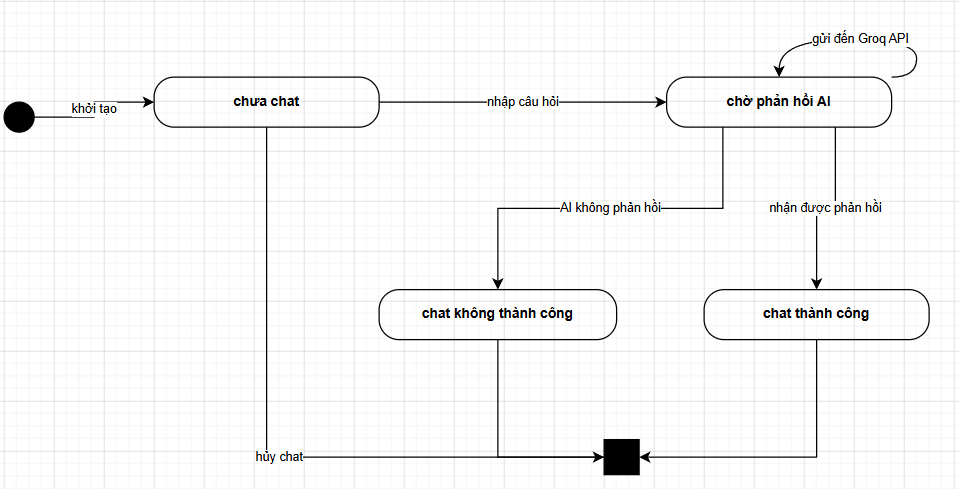 gửi đến Groq API
khởi tạo
chưa chat
nhập câu hỏi
chờ phản hồi AI
AI không phản hồi
nhận được phản hồi
chat không thành công
chat thành công
hủy chat